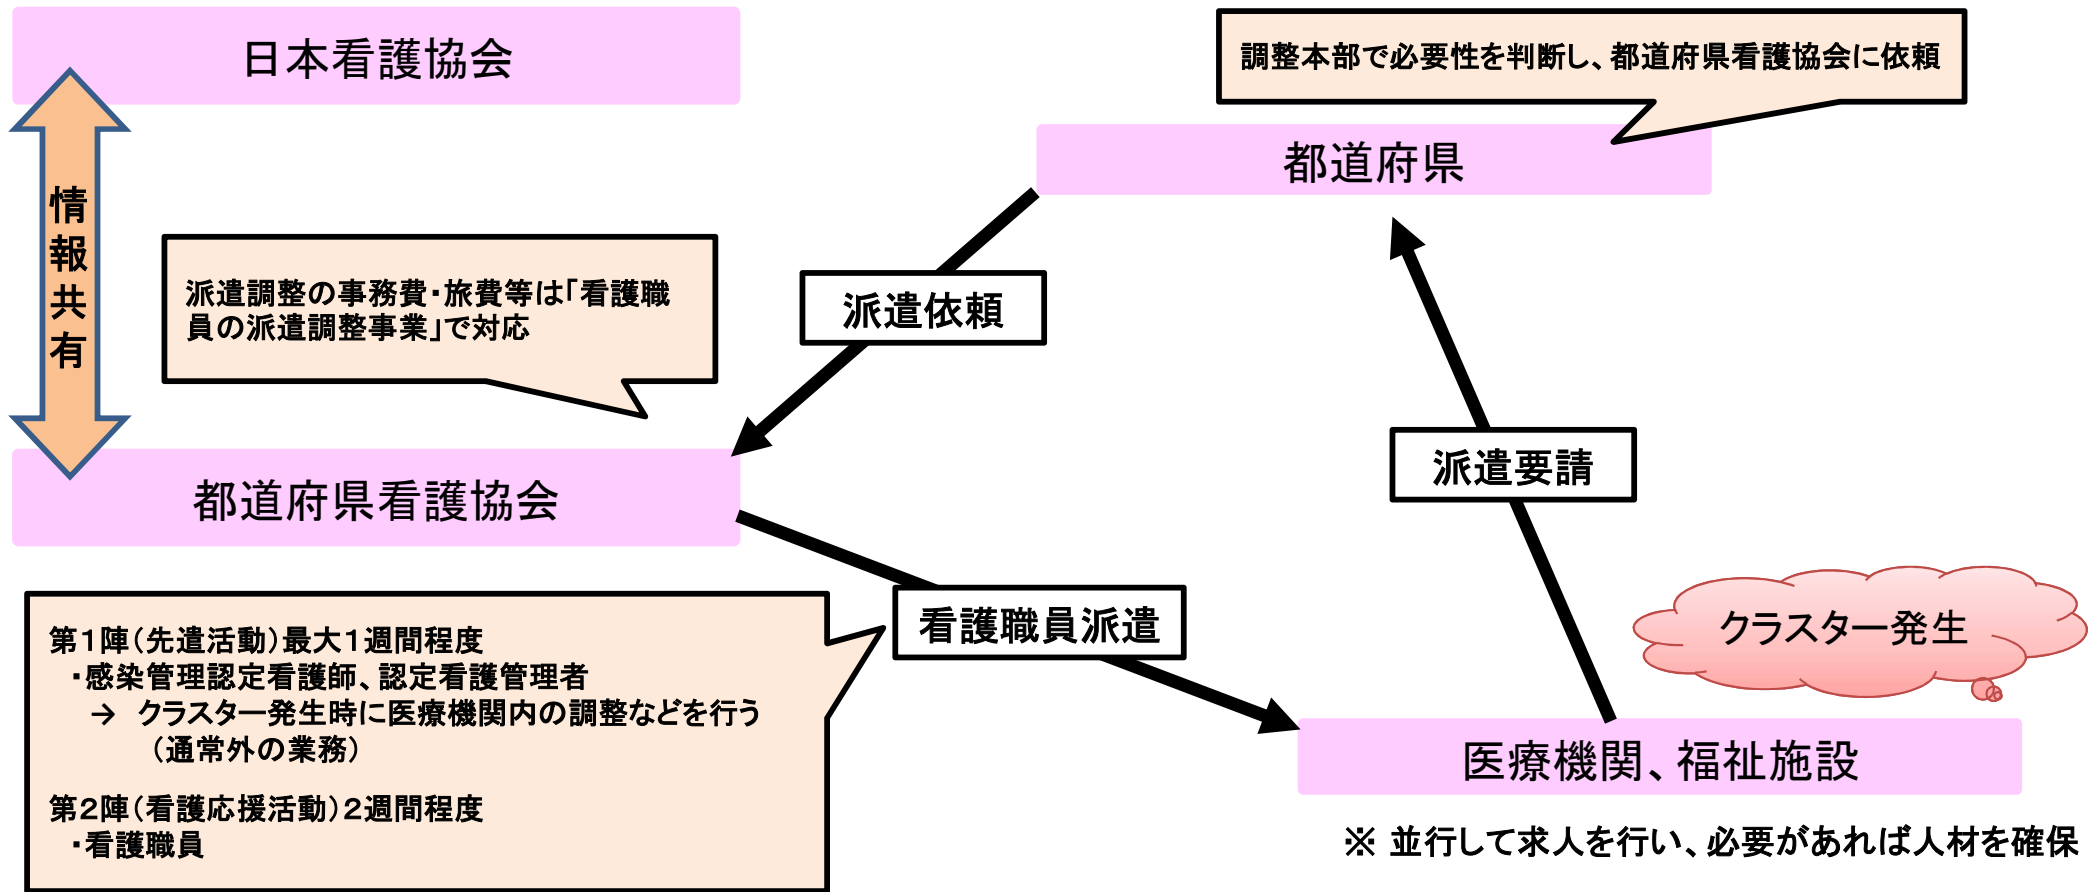 日本看護協会
調整本部で必要性を判断し、都道府県看護協会に依頼
都道府県
情報共有
派遣調整の事務費・旅費等は「看護職
員の派遣調整事業」で対応
派遣依頼
派遣要請
都道府県看護協会
看護職員派遣
クラスター発生
第1陣（先遣活動）最大１週間程度
・感染管理認定看護師、認定看護管理者
→ クラスター発生時に医療機関内の調整などを行う
（通常外の業務）
第２陣（看護応援活動）２週間程度
・看護職員
医療機関、福祉施設
※ 並行して求人を行い、必要があれば人材を確保